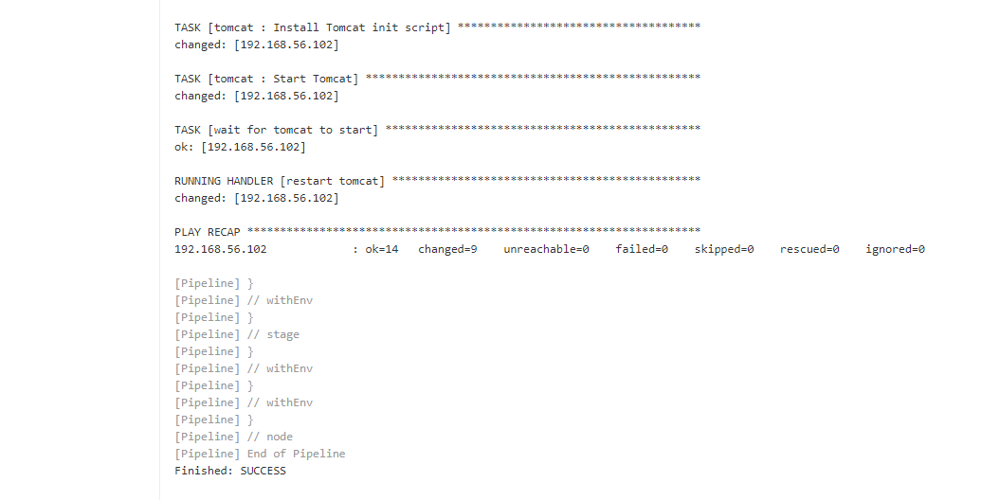 TASK [tomcat : Install Tomcat init script] *************************************
changed: [192.168.56.102]
TASK [tomcat : Start Tomcat] ***************************************************
changed: [192.168.56.102]
TASK [wait for tomcat to start] ************************************************
ok: [192.168.56.102]
RUNNING HANDLER [restart tomcat] ***********************************************
changed: [192.168.56.102]
PLAY RECAP *********************************************************************
192.168.56.102             : ok=14   changed=9    unreachable=0    failed=0    skipped=0    rescued=0    ignored=0
[Pipeline] }
[Pipeline] // withEnv
[Pipeline] }
[Pipeline] // stage
[Pipeline] }
[Pipeline] // withEnv
[Pipeline] }
[Pipeline] // withEnv
[Pipeline] }
[Pipeline] // node
[Pipeline] End of Pipeline
Finished: SUCCESS